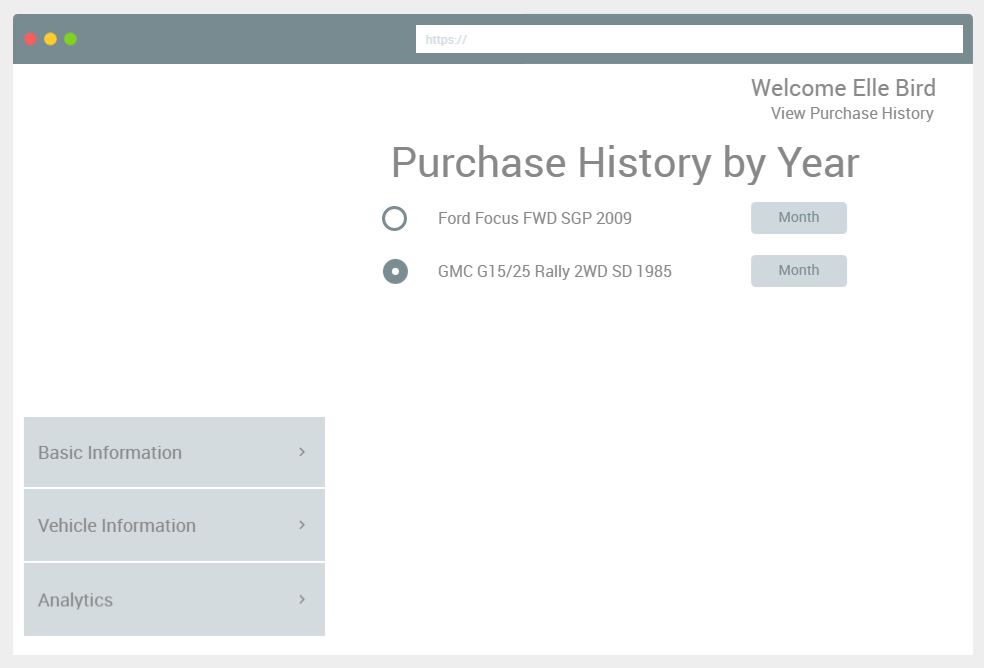 https://
Welcome Elle Bird
View Purchase History
Purchase History by Year
Ford Focus FWD SGP 2009
Month
GMC G15/25 Rally 2WD SD 1985
Month
Basic Information
Vehicle Information
Analytics